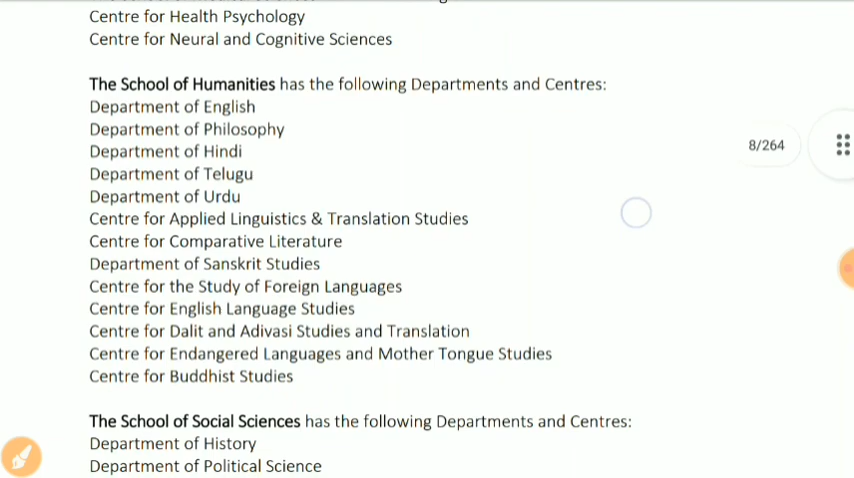 Centre for Health Psychology
Centre for Neural and Cognitive Sciences
The School of Humanities has the following Departments and Centres:
Department of English
Department of Philosophy
Department of Hindi
Department of Telugu
Department of Urdu
Centre for Applied Linguistics & Translation Studies
Centre for Comparative Literature
Department of Sanskrit Studies
Centre for the Study of Foreign Languages
Centre for English Language Studies
Centre for Dalit and Adivasi Studies and Translation
Centre for Endangered Languages and Mother Tongue Studies
Centre for Buddhist Studies
The School of Social Sciences has the following Departments and Centres:
Department of History
Department of Political Science
8/264